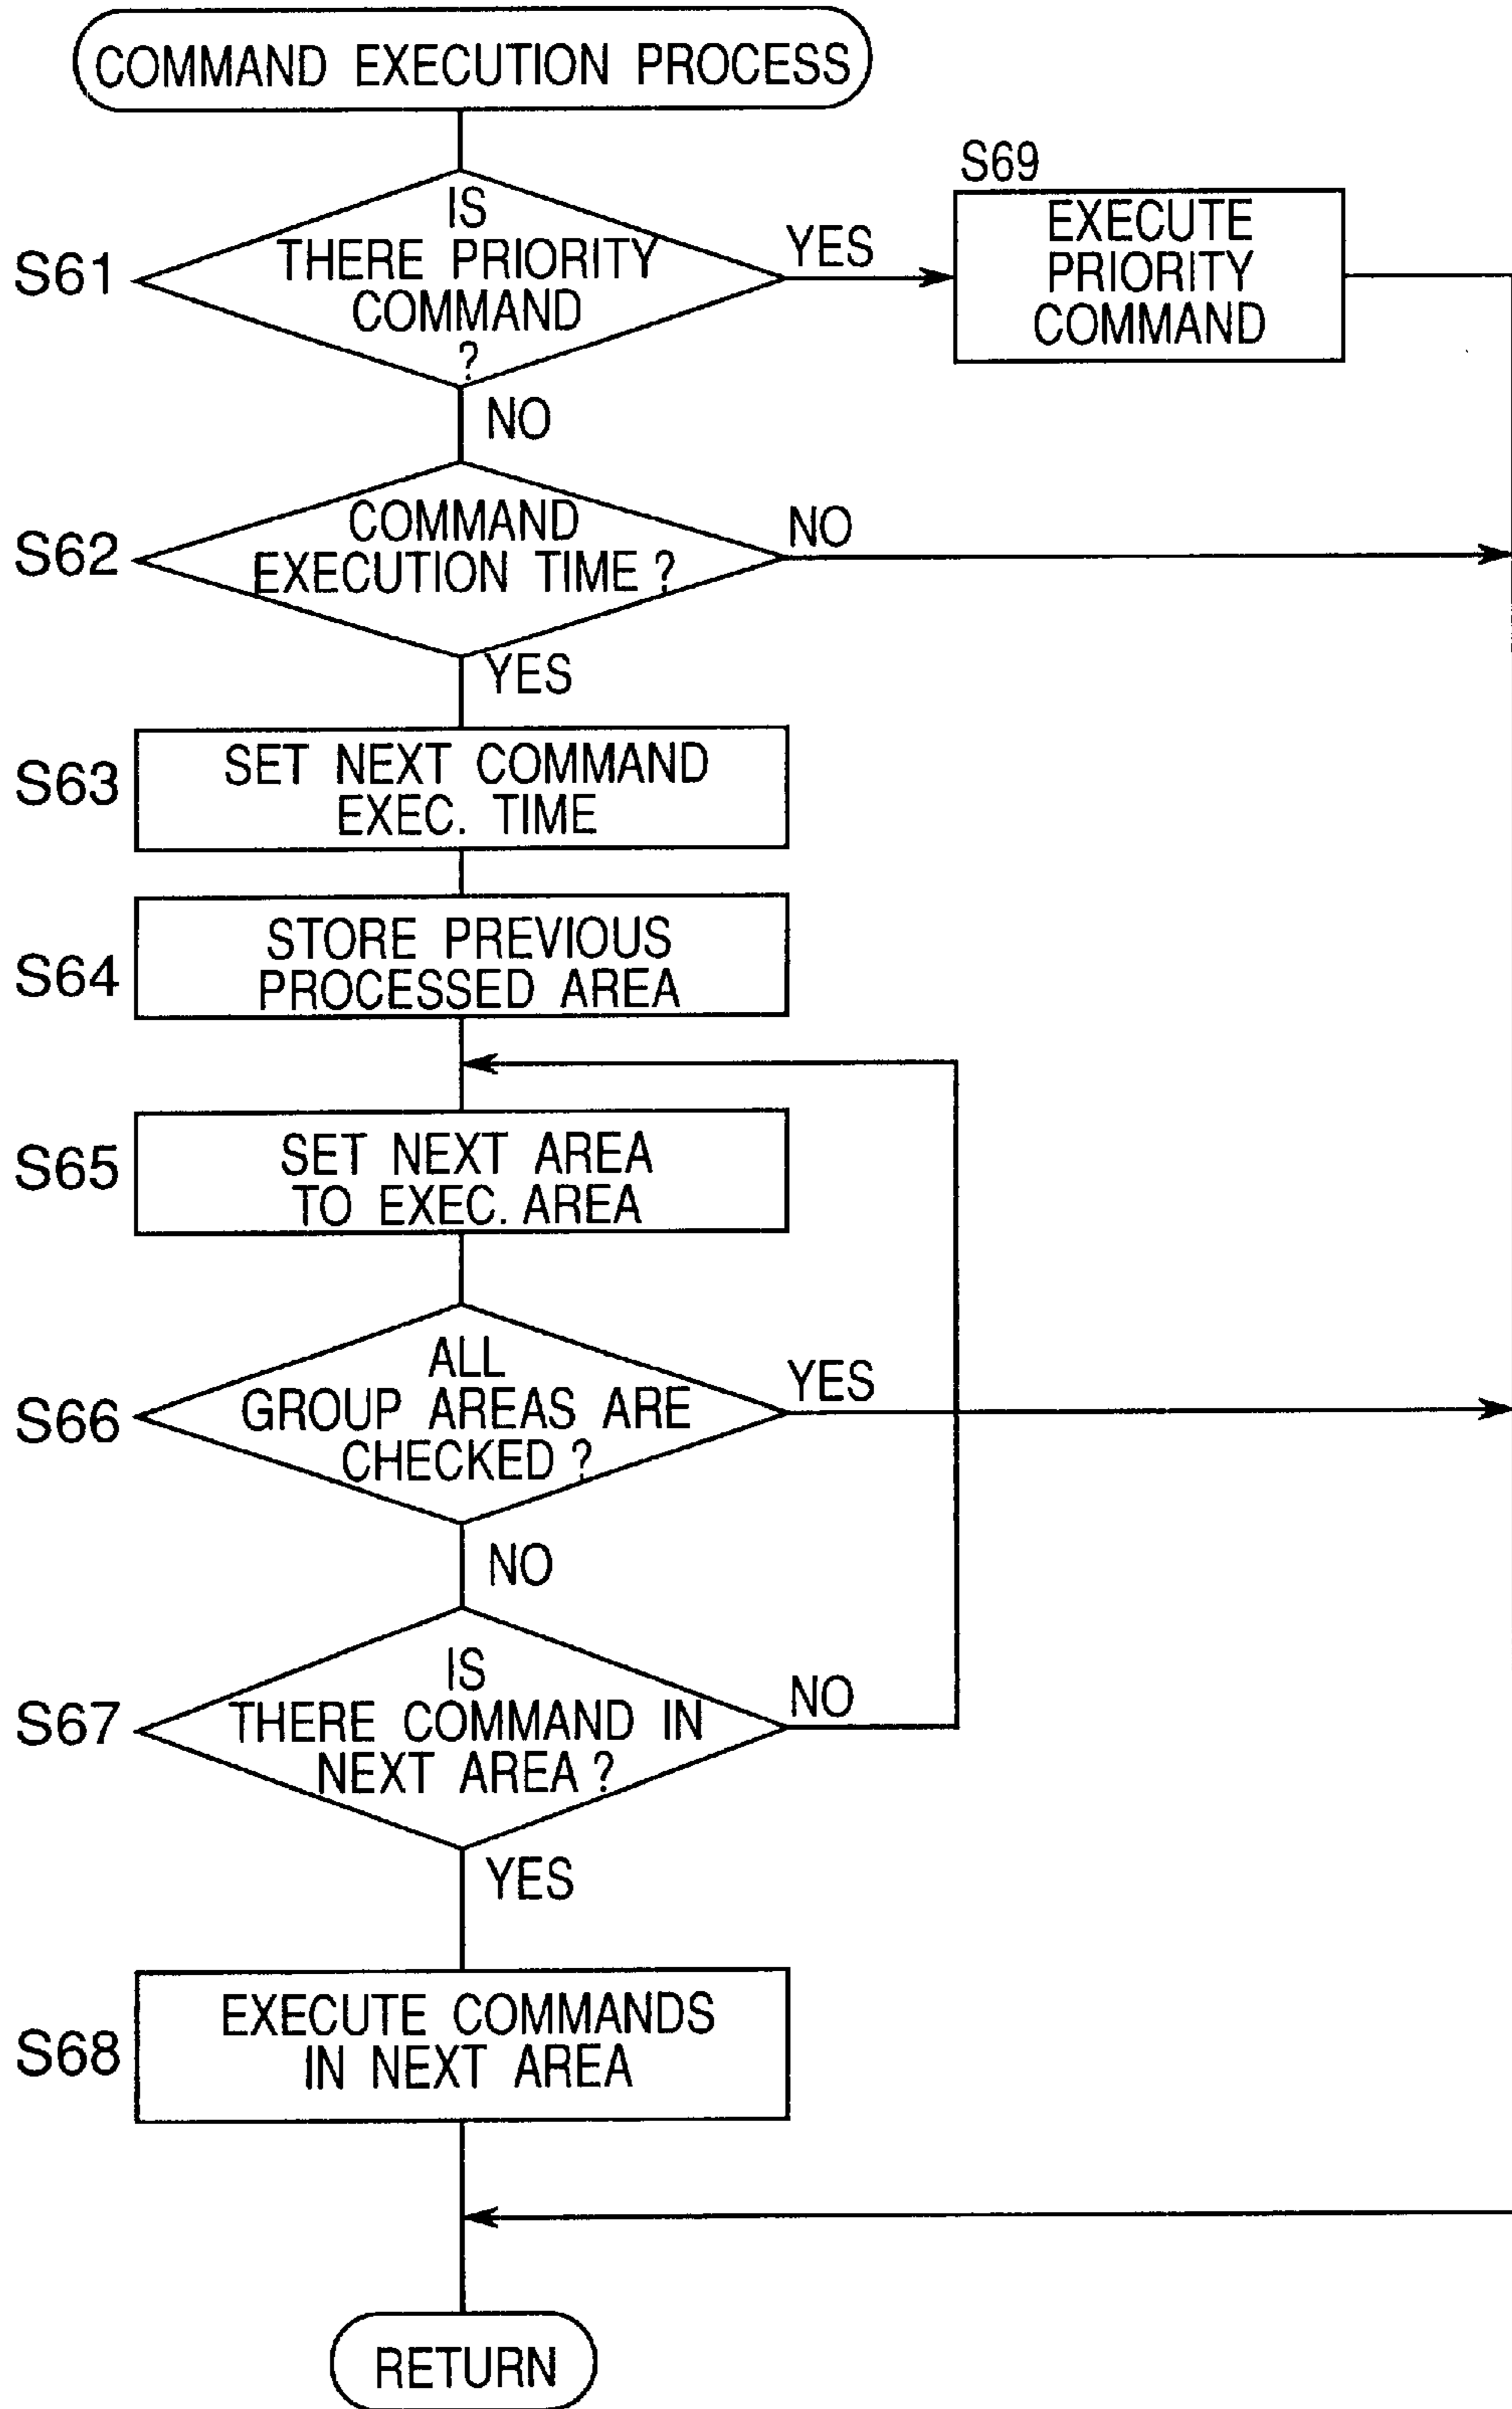 COMMAND EXECUTION PROCESS
S61
IS
THERE PRIORITY
COMMAND
?
YES
S69
EXECUTE
PRIORITY
COMMAND
NO
S62
COMMAND
EXECUTION TIME ?
NO
YES
S63
SET NEXT COMMAND
EXEC. TIME
S64
STORE PREVIOUS
PROCESSED AREA
S65
SET NEXT AREA
TO EXEC. AREA
S66
ALL
GROUP AREAS ARE
CHECKED ?
YES
NO
S67
IS
THERE COMMAND IN
NEXT AREA ?
NO
YES
S68
EXECUTE COMMANDS
IN NEXT AREA
RETURN